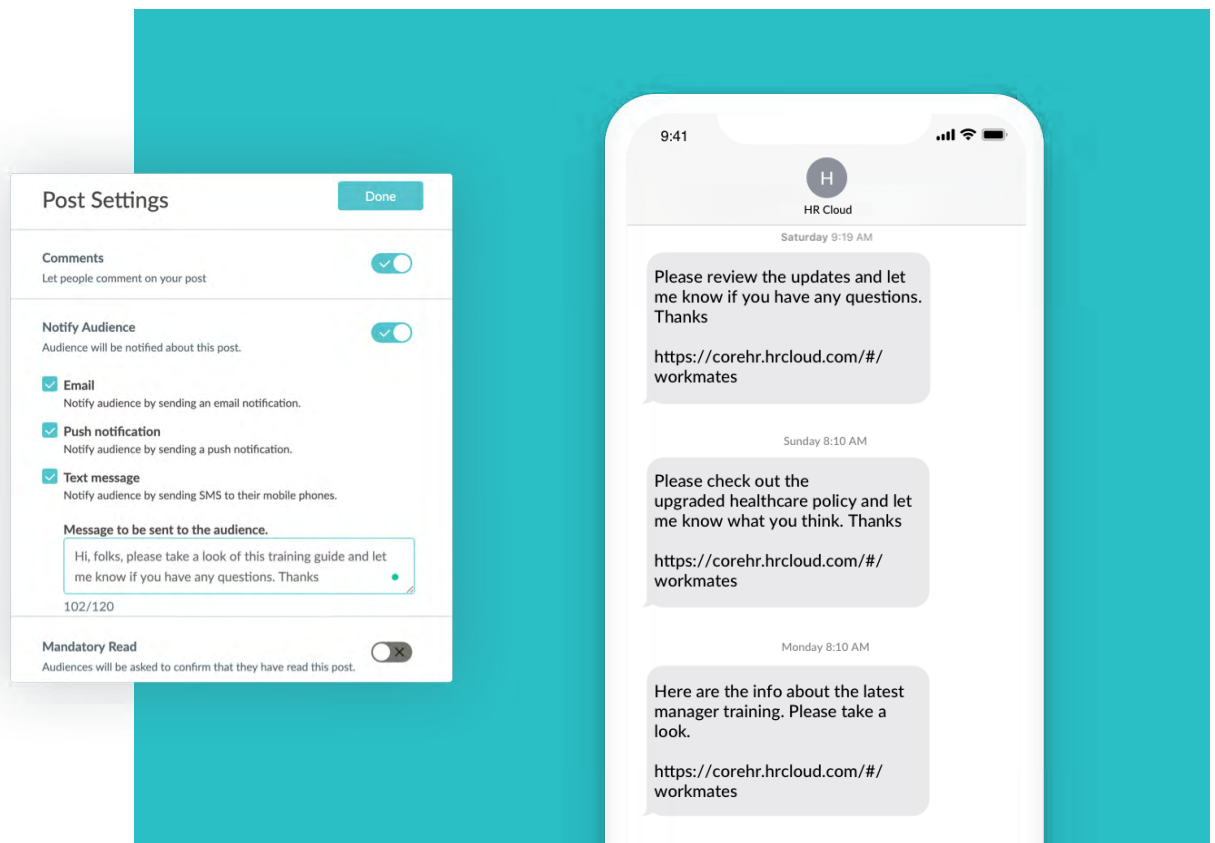 Post Settings
Done
Comments
Let people comment on your post
Notify Audience
Audience will be notified about this post.
Email
Notify audience by sending an email notification.
Push notification
Notify audience by sending a push notification.
Text message
Notify audience by sending SMS to their mobile phones.
Message to be sent to the audience.
Hi, folks, please take a look of this training guide and let
me know if you have any questions. Thanks
102/120
Mandatory Read
Audiences will be asked to confirm that they have read this post.
9:41
H
HR Cloud
Saturday 9:19 AM
Please review the updates and let
me know if you have any questions.
Thanks
https://corehr.hrcloud.com/#/
workmates
Sunday 8:10 AM
Please check out the
upgraded healthcare policy and let
me know what you think. Thanks
https://corehr.hrcloud.com/#/
workmates
Monday 8:10 AM
Here are the info about the latest
manager training. Please take a
look.
https://corehr.hrcloud.com/#/
workmates